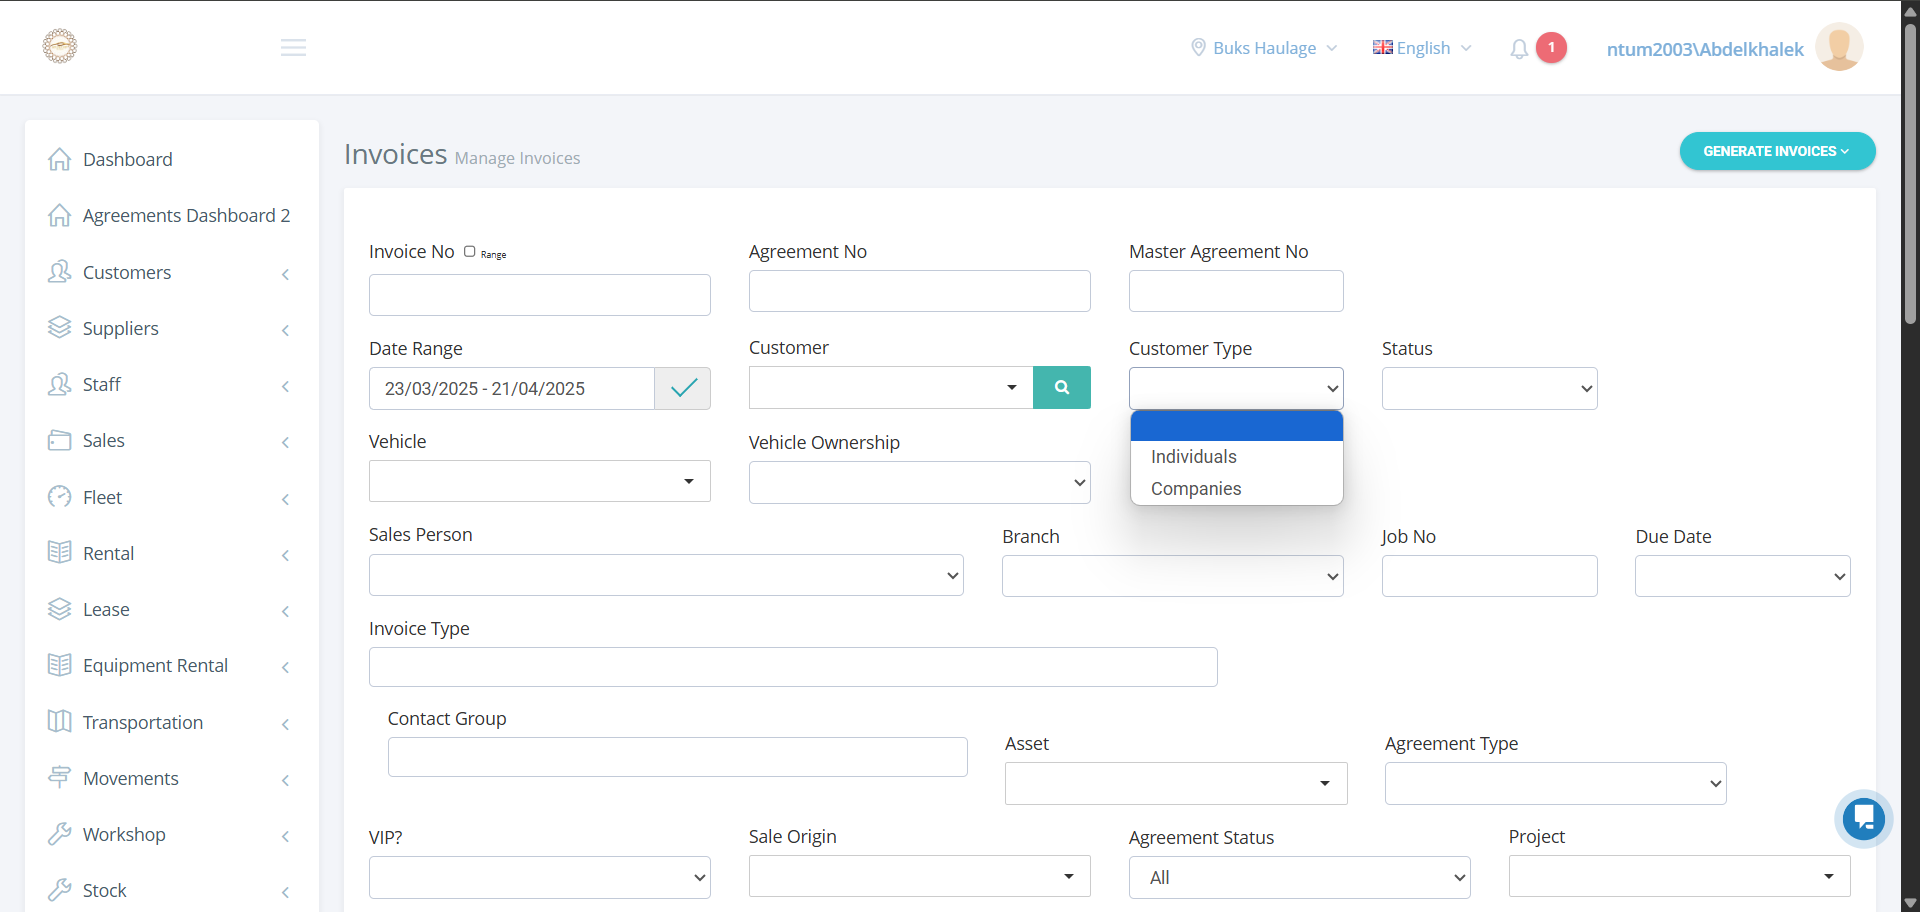 Buks Haulage
English
1
ntum2003\Abdelkhalek
Dashboard
Agreements Dashboard 2
Customers
Suppliers
Staff
Sales
Fleet
Rental
Lease
Equipment Rental
Transportation
Movements
Workshop
Stock
Invoices Manage Invoices
GENERATE INVOICES
Invoice No Range
Agreement No
Master Agreement No
Date Range
23/03/2025 - 21/04/2025
Customer
Customer Type
Individuals
Companies
Status
Vehicle
Vehicle Ownership
Sales Person
Branch
Job No
Due Date
Invoice Type
Contact Group
Asset
Agreement Type
VIP?
Sale Origin
Agreement Status
All
Project